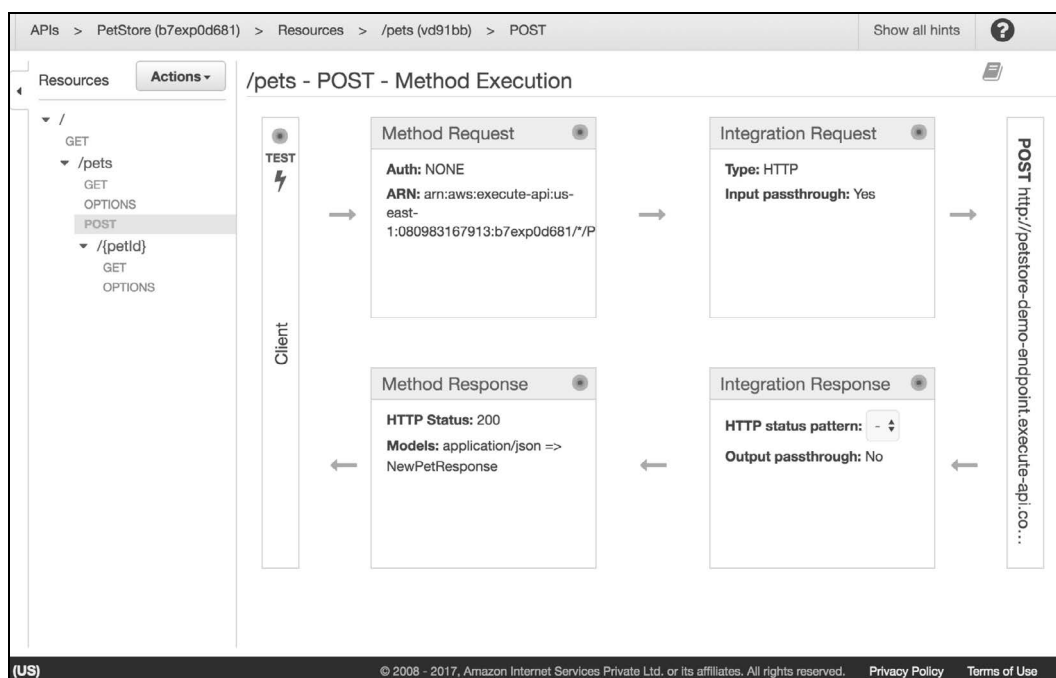 APIs > PetStore (b7exp0d681) > Resources > /pets (vd91bb) > POST
Show all hints
?
Resources
Actions
/pets - POST - Method Execution
/
GET
/pets
GET
OPTIONS
POST
/{petId}
GET
OPTIONS
TEST
Client
Method Request
Auth: NONE
ARN: arn:aws:execute-api:us-
east-
1:080983167913:b7exp0d681/*/P
Integration Request
Type: HTTP
Input passthrough: Yes
POST http://petstore-demo-endpoint.execute-api.co...
Method Response
HTTP Status: 200
Models: application/json =>
NewPetResponse
Integration Response
HTTP status pattern: -
Output passthrough: No
(US)
© 2008 - 2017, Amazon Internet Services Private Ltd. or its affiliates. All rights reserved.
Privacy Policy
Terms of Use